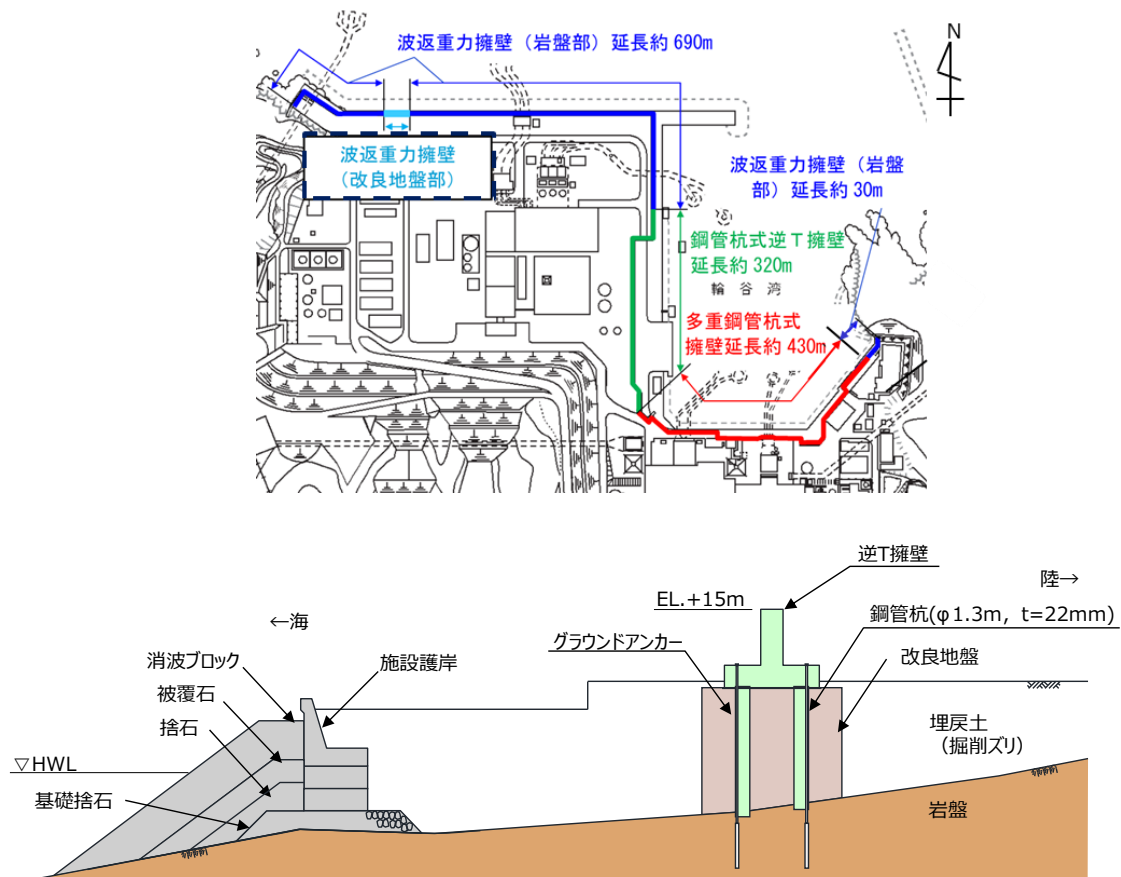 波返重力擁壁（岩盤部）延長約 690m
N
波返重力擁壁
（改良地盤部）
波返重力擁壁（岩盤
部）延長約 30m
鋼管杭式逆T擁壁
延長約 320m
輪谷湾
多重鋼管杭式
擁壁延長約 430m
逆T擁壁
陸→
EL.+15m
鋼管杭(φ1.3m, t=22mm)
←海
グラウンドアンカー
改良地盤
消波ブロック
施設護岸
被覆石
捨石
埋戻土
（掘削ズリ）
▽HWL
基礎捨石
岩盤